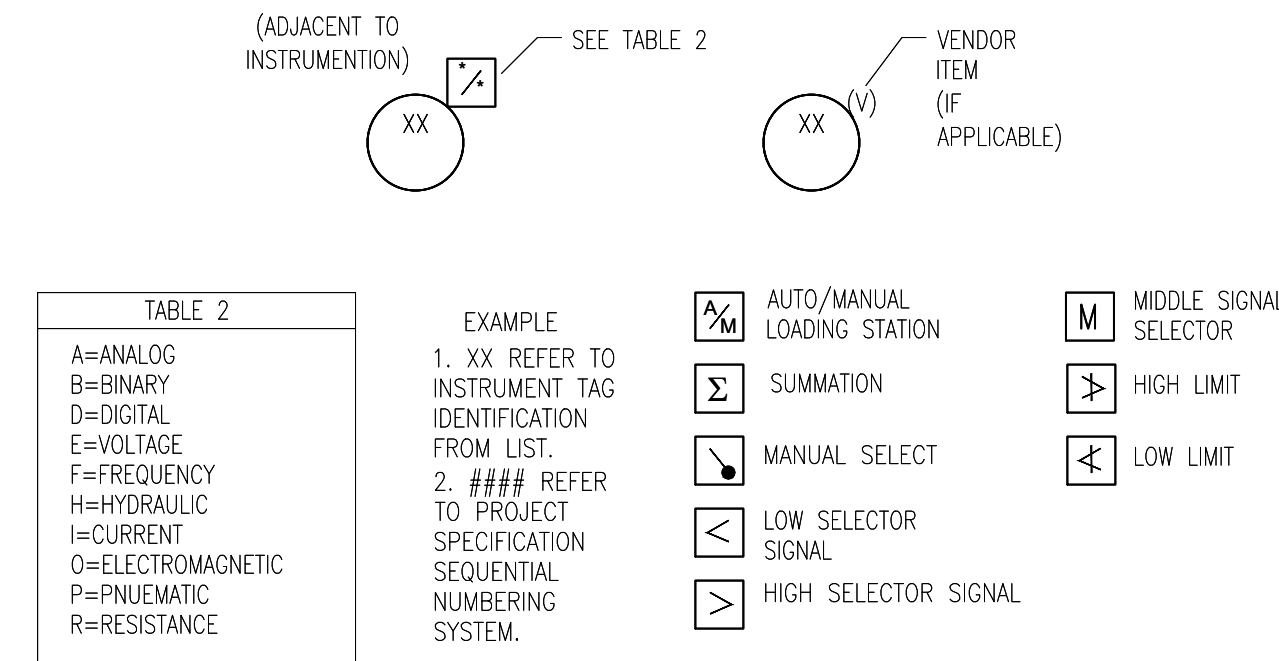 (ADJACENT TO
INSTRUMENTION)
*/*
SEE TABLE 2
XX
VENDOR
ITEM
(IF
APPLICABLE)
(V)
XX
TABLE 2
A=ANALOG
B=BINARY
D=DIGITAL
E=VOLTAGE
F=FREQUENCY
H=HYDRAULIC
I=CURRENT
O=ELECTROMAGNETIC
P=PNUEMATIC
R=RESISTANCE
EXAMPLE
1. XX REFER TO
INSTRUMENT TAG
IDENTIFICATION
FROM LIST.
2. #### REFER
TO PROJECT
SPECIFICATION
SEQUENTIAL
NUMBERING
SYSTEM.
A/M
AUTO/MANUAL
LOADING STATION
Σ
SUMMATION
MANUAL SELECT
<
LOW SELECTOR
SIGNAL
>
HIGH SELECTOR SIGNAL
M
MIDDLE SIGNAL
SELECTOR
HIGH LIMIT
LOW LIMIT